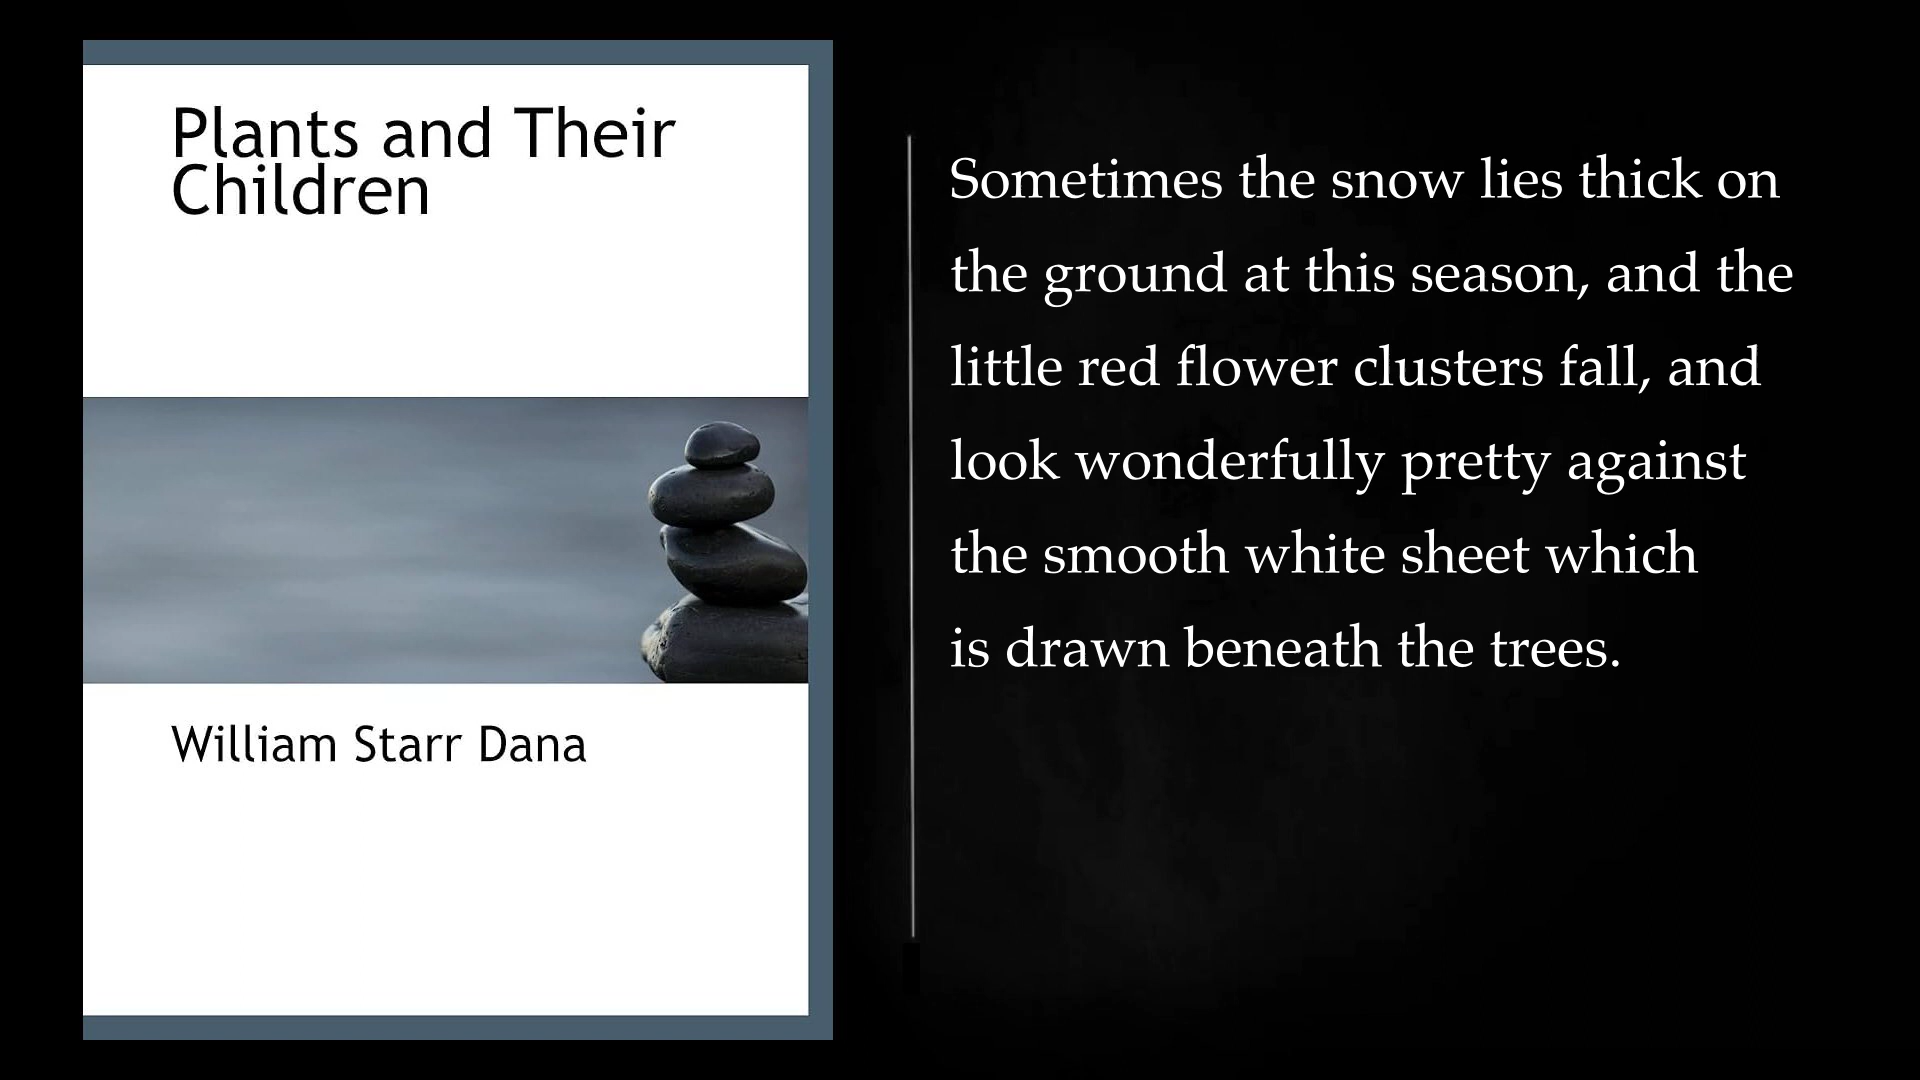 Plants and Their
Children
William Starr Dana
Sometimes the snow lies thick on
the ground at this season, and the
little red flower clusters fall, and
look wonderfully pretty against
the smooth white sheet which
is drawn beneath the trees.